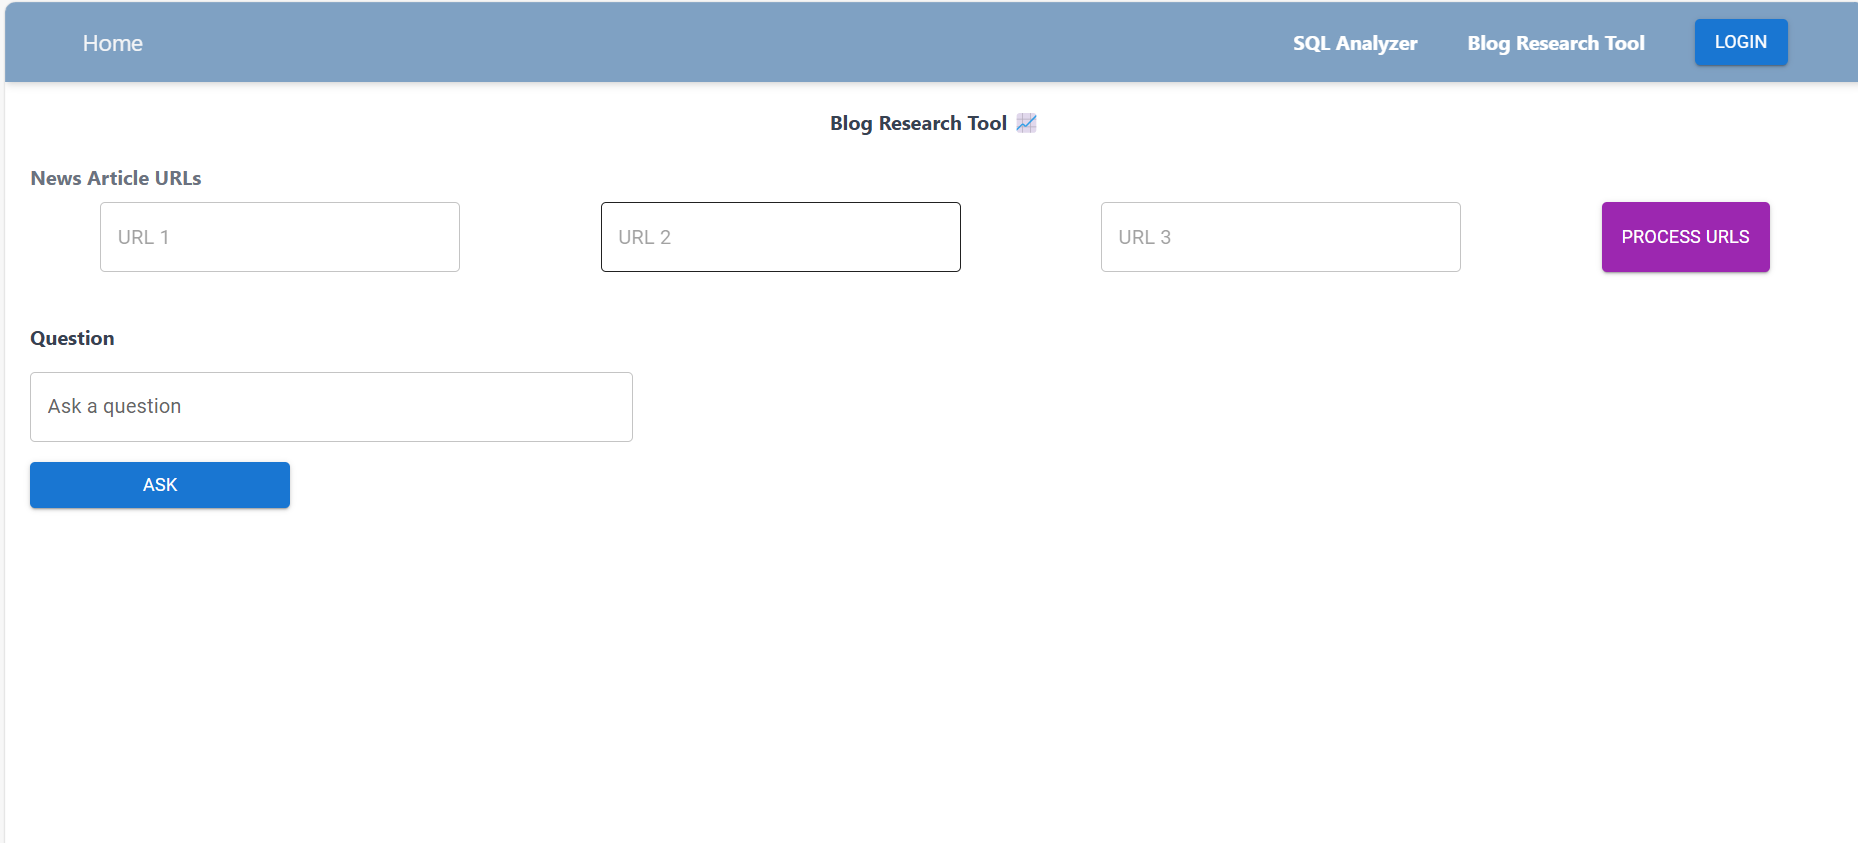 Home SQL Analyzer Blog Research Tool LOGIN
Blog Research Tool 📈
News Article URLs
URL 1 URL 2 URL 3 PROCESS URLS
Question
Ask a question
ASK